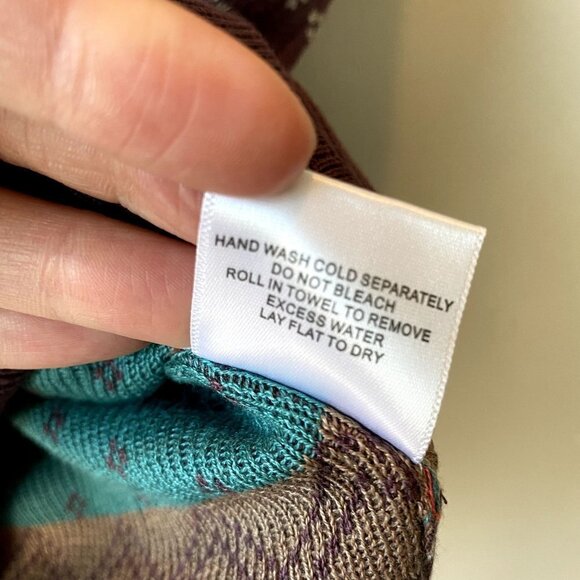 HAND WASH COLD SEPARATELY
DO NOT BLEACH
ROLL IN TOWEL TO REMOVE
EXCESS WATER
LAY FLAT TO DRY